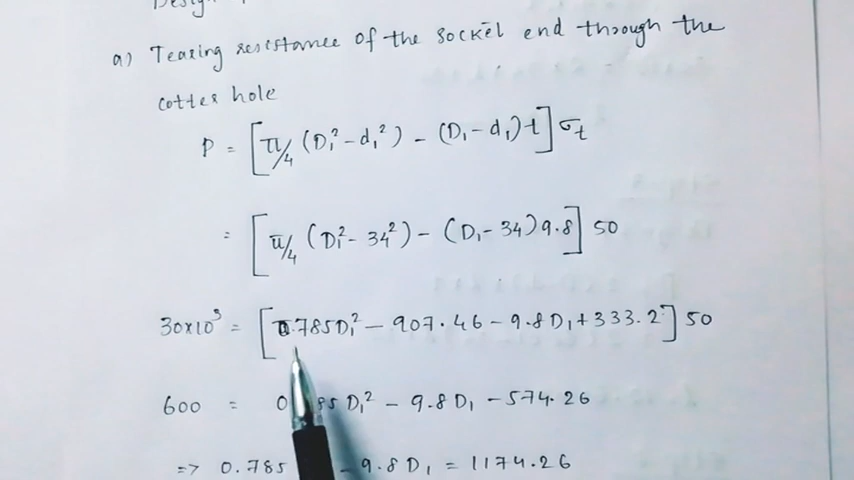 Design
a) Tearing resistance of the socket end through the
cotter hole
P = [π/4 (D₁² - d₁²) - (D₁ - d₁)t] σt
= [π/4 (D₁² - 34²) - (D₁ - 34) 9.8] 50
30×10³ = [0.785D₁² - 907.46 - 9.8D₁ + 333.2] 50
600 = 0.785 D₁² - 9.8D₁ - 574.26
=> 0.785 - 9.8D₁ = 1174.26